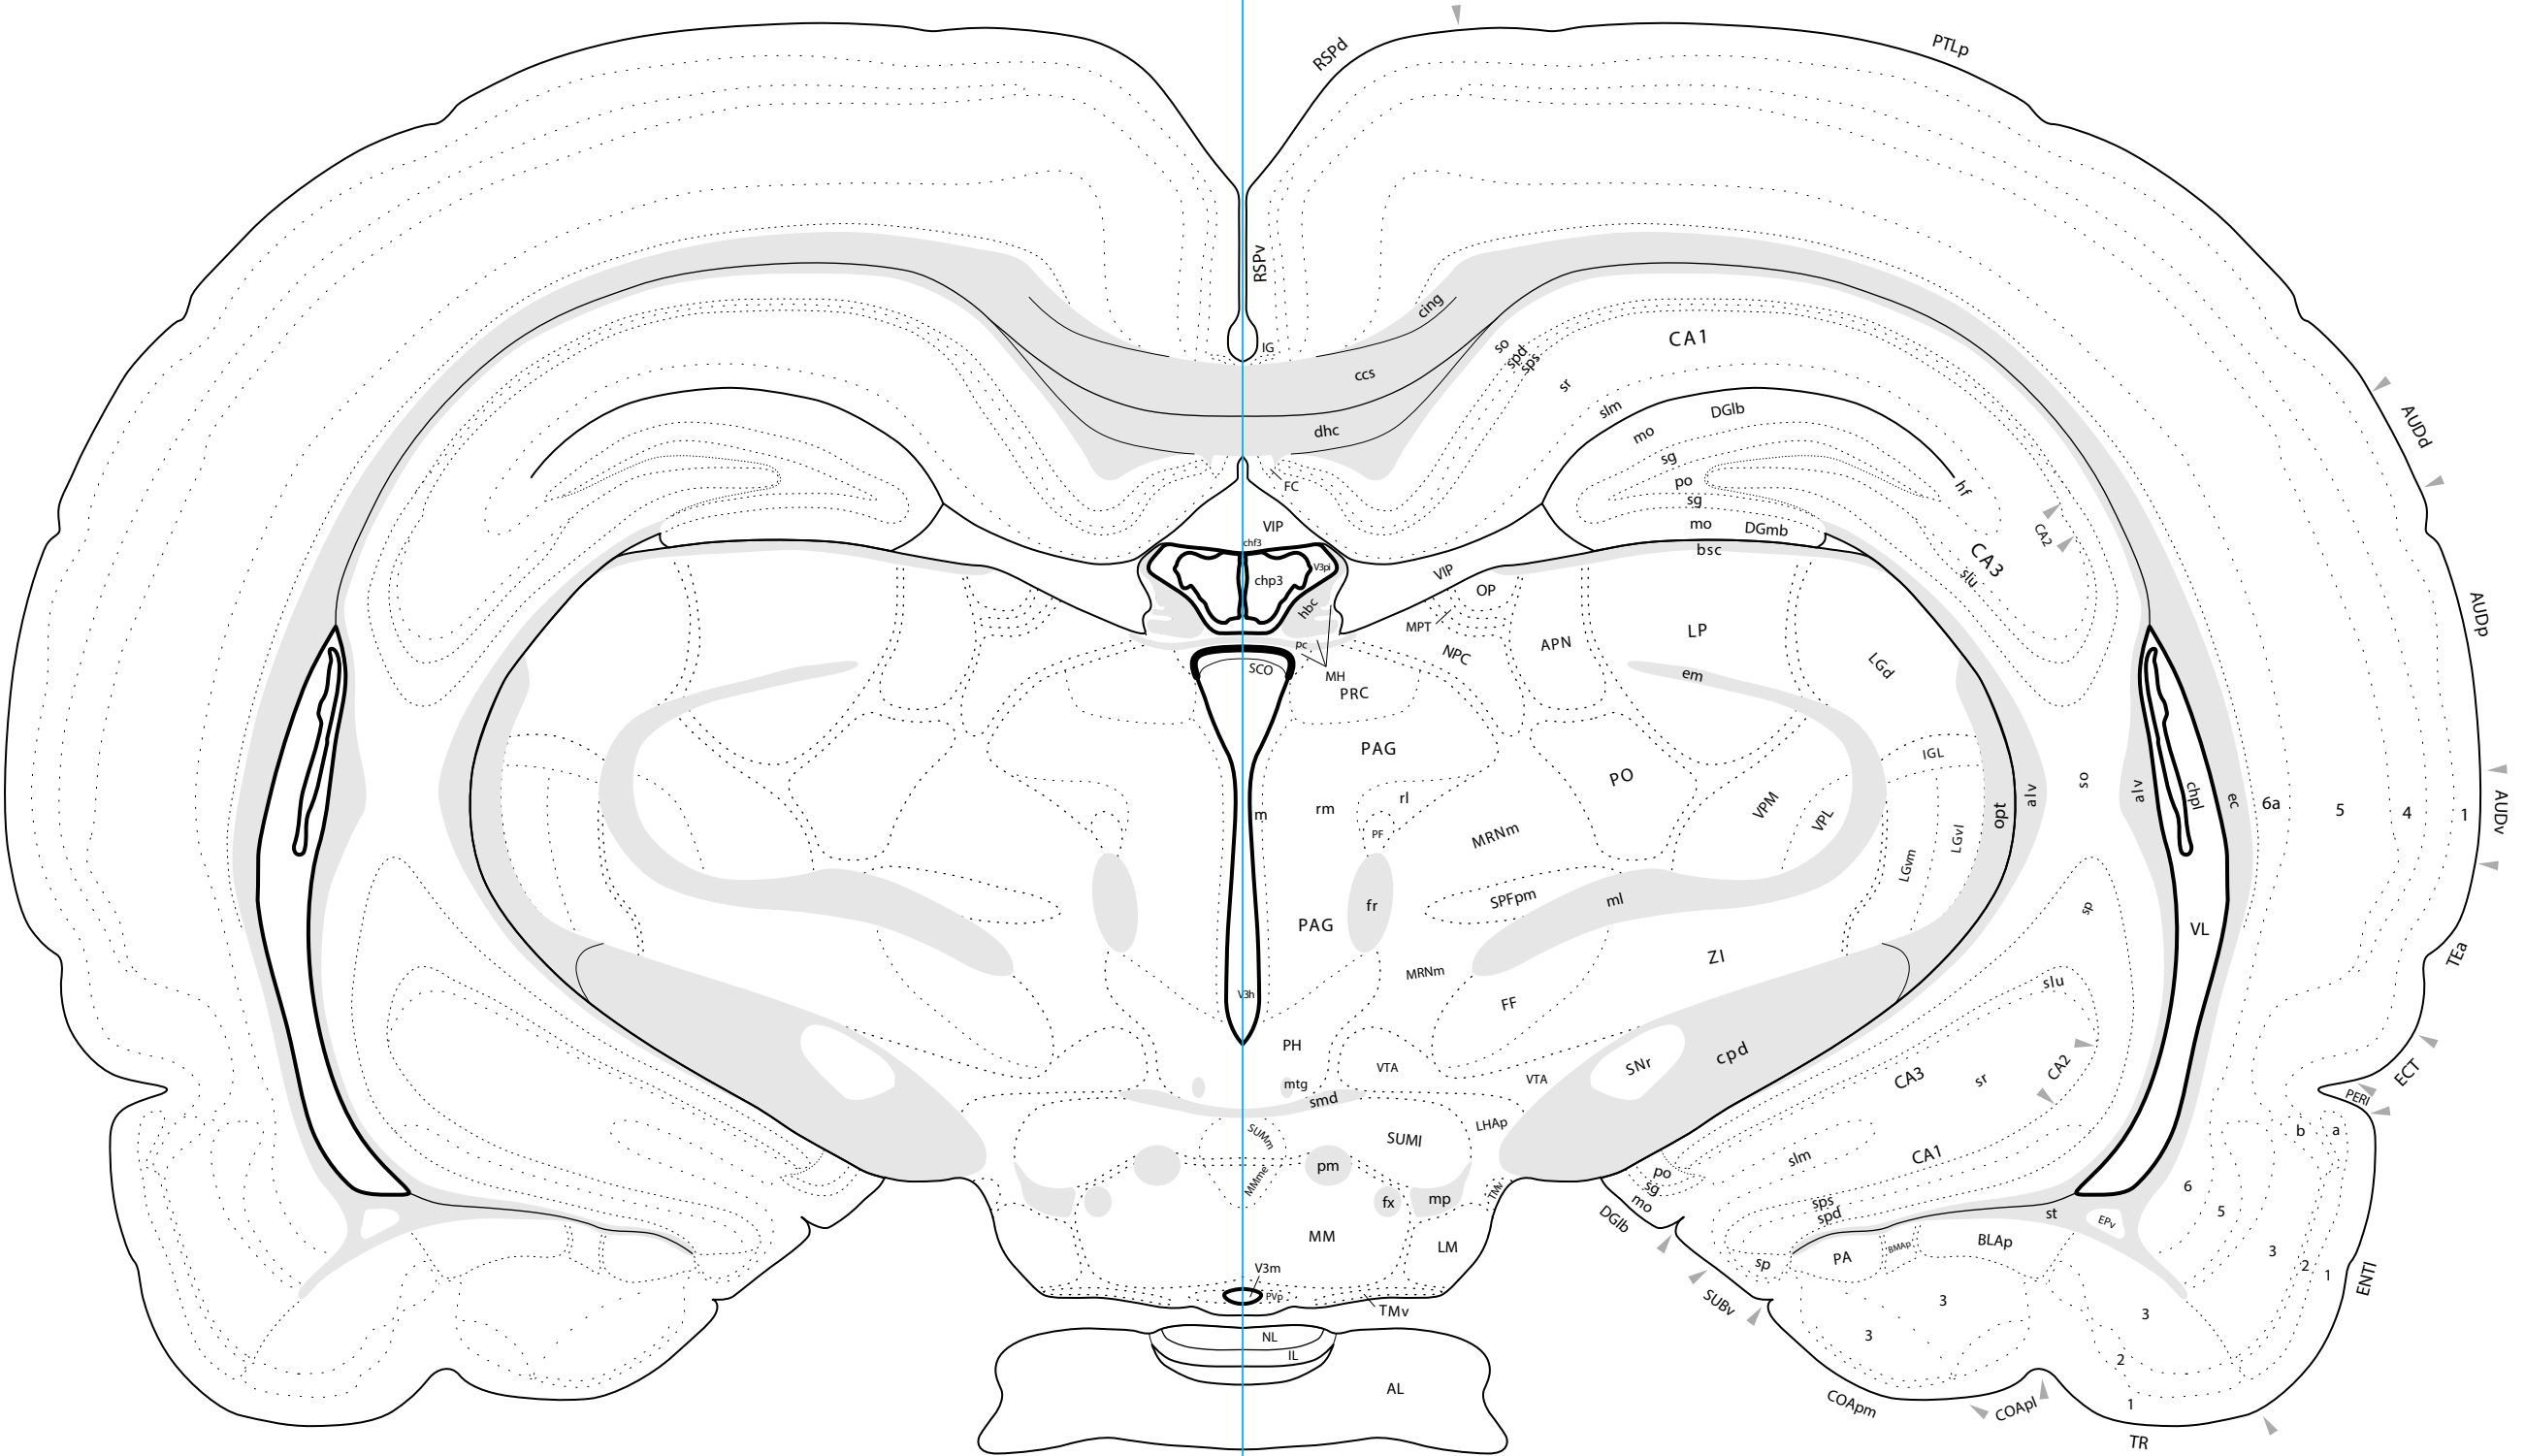 RSPd
PTLp
RSPv
cing
IG
ccs
dhc
CA1
so
spd
sps
sr
slm
DGlb
mo
sg
po
sg
mo
DGmb
bsc
hf
CA2
CA3
slu
AUDd
AUDp
AUDv
FC
VIP
chf3
chp3
V3pi
hbc
VIP
OP
MPT
pc
MH
SCO
PRC
NPC
APN
LP
em
LGd
PAG
PO
IGL
rm
rl
m
PF
MRNm
VPM
VPL
LGvm
LGvl
opt
alv
so
alv
chpl
ec
6a
5
4
1
fr
PAG
SPFpm
ml
sp
VL
TEa
MRNm
ZI
FF
slu
V3h
PH
VTA
VTA
SNr
cpd
CA3
sr
CA2
ECT
PERI
mtg
smd
SUMm
SUMl
LHAp
b
a
pm
MMme
fx
mp
TMv
po
sg
mo
DGlb
slm
CA1
sps
spd
st
EPv
6
5
3
2
1
ENTl
MM
LM
sp
PA
BMAp
BLAp
V3m
PVp
TMv
SUBv
3
3
3
2
1
NL
IL
AL
COApm
COApl
TR